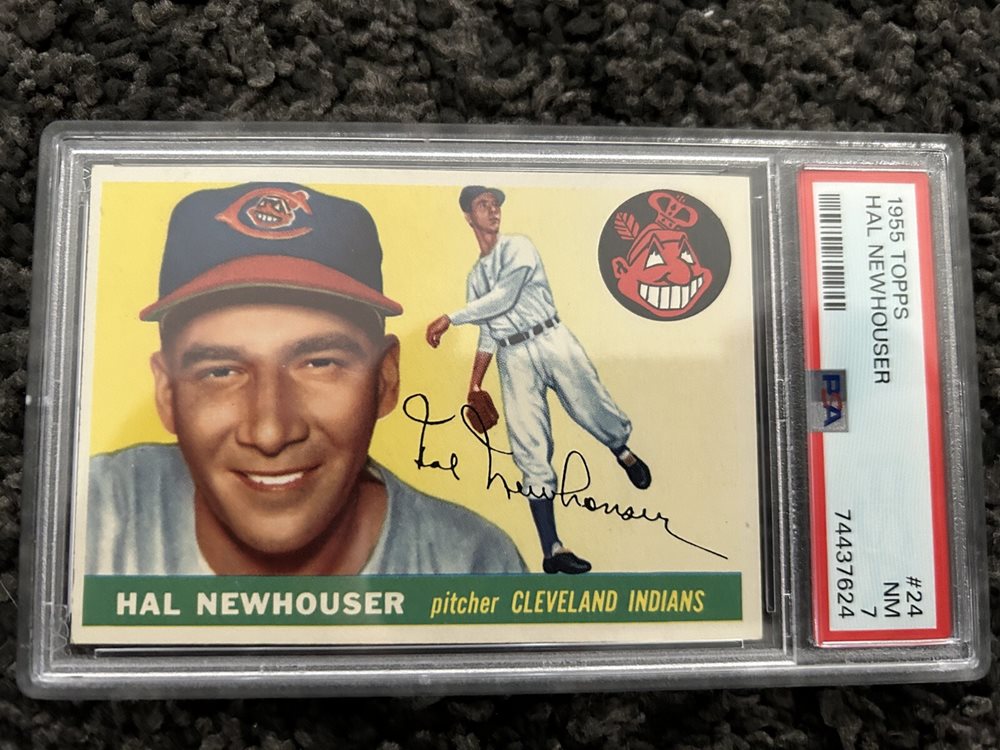 Hal Newhouser
HAL NEWHOUSER pitcher CLEVELAND INDIANS
1955 TOPPS
HAL NEWHOUSER
PSA
#24
NM
7
74437624